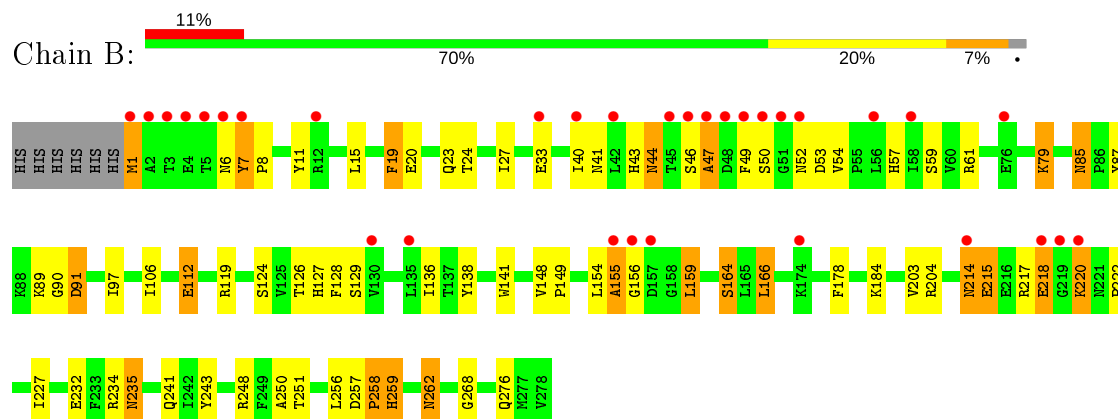 11%
Chain B:
70% 20% 7% •
HIS HIS HIS HIS HIS HIS M1 A2 T3 E4 T5 N6 Y7 P8 Y11 R12 L15 F19 E20 Q23 T24 I27 E33 I40 N41 L42 H43 N44 T45 S46 A47 D48 F49 S50 G51 N52 D53 V54 P55 L56 H57 I58 S59 V60 R61 E76 K79 N85 P86 Y87
K88 K89 G90 D91 I97 I106 E112 R119 S124 V125 T126 H127 F128 S129 V130 L135 I136 T137 Y138 W141 V148 P149 L154 A155 G156 D157 G158 L159 S164 L165 L166 K174 F178 K184 V203 R204 N214 E215 E216 R217 E218 G219 K220 N221
I227 E232 F233 R234 N235 Q241 I242 Y243 R248 F249 A250 T251 L256 D257 P258 H259 N262 G268 Q276 M277 V278